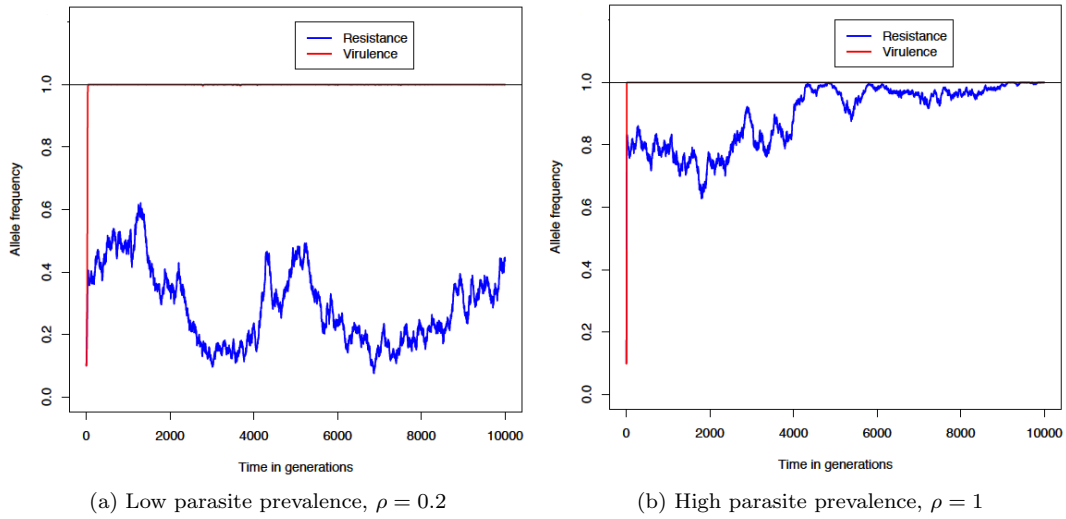 Resistance
Virulence
Allele frequency
1.0
0.8
0.6
0.4
0.2
0.0
0 2000 4000 6000 8000 10000
Time in generations
(a) Low parasite prevalence, ρ = 0.2
Resistance
Virulence
Allele frequency
1.0
0.8
0.6
0.4
0.2
0.0
0 2000 4000 6000 8000 10000
Time in generations
(b) High parasite prevalence, ρ = 1